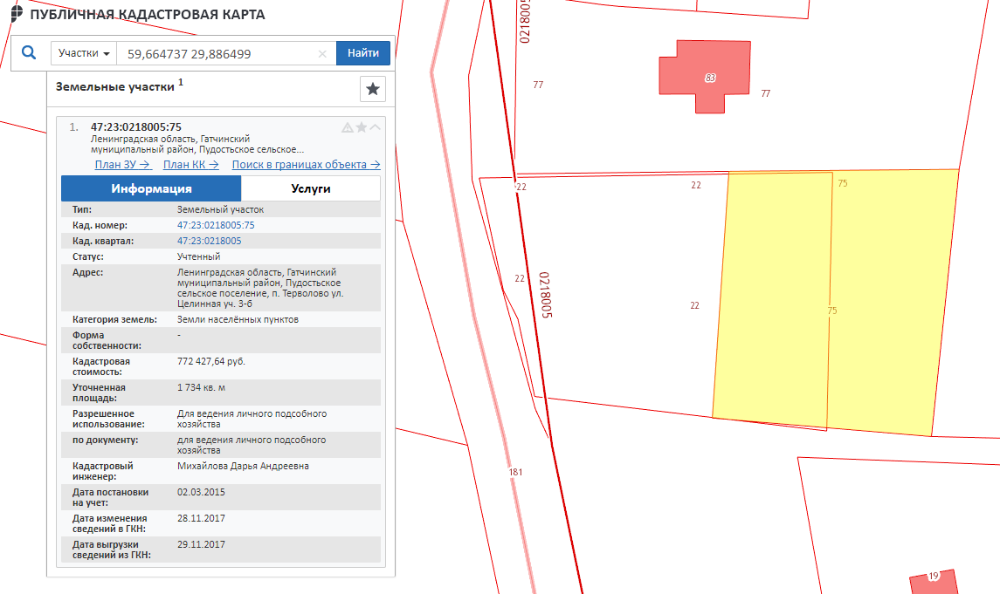 ПУБЛИЧНАЯ КАДАСТРОВАЯ КАРТА
Участки 59,664737 29,886499 × Найти
Земельные участки 1
1. 47:23:0218005:75
Ленинградская область, Гатчинский
муниципальный район, Пудостьское сельское...
План ЗУ → План КК → Поиск в границах объекта →
Информация Услуги
Тип: Земельный участок
Кад. номер: 47:23:0218005:75
Кад. квартал: 47:23:0218005
Статус: Учтенный
Адрес: Ленинградская область, Гатчинский
муниципальный район, Пудостьское
сельское поселение, п. Терволово ул.
Целинная уч. 3-б
Категория земель: Земли населённых пунктов
Форма -
собственности:
Кадастровая 772 427,64 руб.
стоимость:
Уточненная 1 734 кв. м
площадь:
Разрешенное Для ведения личного подсобного
использование: хозяйства
по документу: для ведения личного подсобного
хозяйства
Кадастровый Михайлова Дарья Андреевна
инженер:
Дата постановки 02.03.2015
на учет:
Дата изменения 28.11.2017
сведений в ГКН:
Дата выгрузки 29.11.2017
сведений из ГКН:
0218005
83
77
77
22
22
75
22
0218005
22
75
181
19